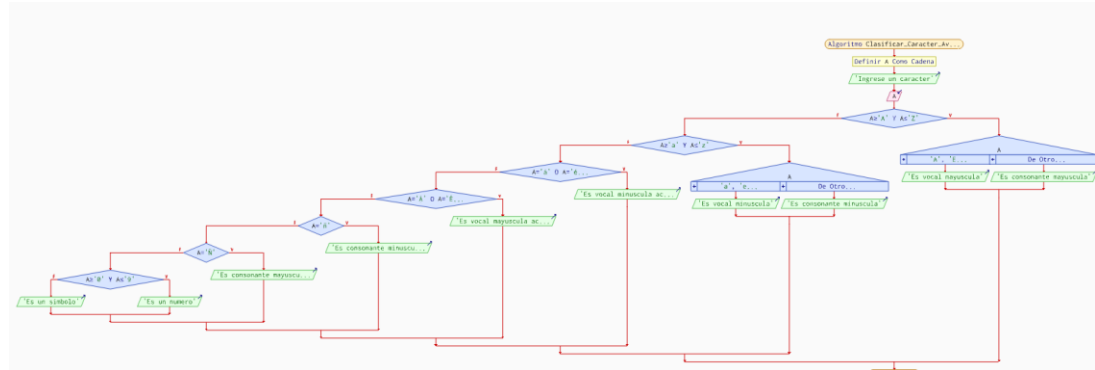 Algoritmo Clasificar_Caracter_Av...
Definir A Como Cadena
'Ingrese un caracter'
A
A≥'A' Y A≤'Z'
F
V
A≥'a' Y A≤'z'
F
V
A
'A', 'E...
De Otro...
'Es vocal mayuscula'
'Es consonante mayuscula'
F
V
A
'a', 'e...
De Otro...
'Es vocal minuscula'
'Es consonante minuscula'
F
V
'Es vocal minuscula ac...
F
V
'Es vocal mayuscula ac...
F
V
'Es consonante minuscu...
A='Ñ'
F
V
'Es consonante mayuscu...
A≥'0' Y A≤'9'
F
V
'Es un simbolo'
'Es un numero'